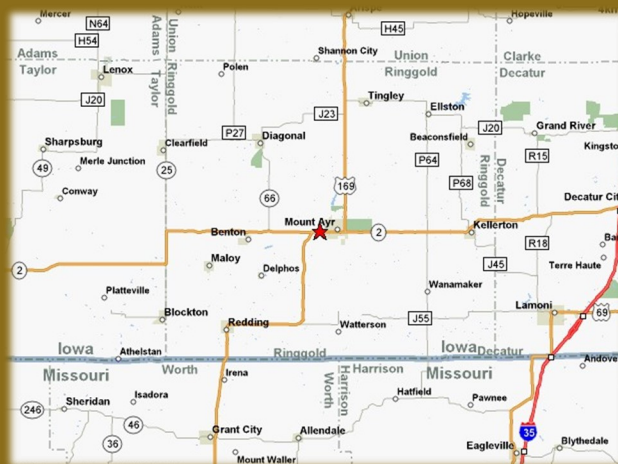 Mercer
N64
H54
Hopeville
H45
Shannon City
Adams
Taylor
Adams
Taylor
Union
Ringgold
Union
Ringgold
Clarke
Decatur
Lenox
Polen
J20
J23
Tingley
Ellston
Grand River
P27
Diagonal
Beaconsfield
J20
Sharpsburg
Clearfield
Merle Junction
49
25
P64
R15
P68
Ringgold
Decatur
Conway
66
169
Decatur City
Mount Ayr
Benton
2
Kellerton
R18
Maloy
Delphos
J45
Terre Haute
2
Platteville
Wanamaker
Lamoni
Blockton
Redding
Watterson
J55
69
Iowa
Missouri
Athelstan
Worth
Ringgold
Harrison
Worth
Harrison
Iowa
Missouri
Decatur
Irena
Isadora
Hatfield
Pawnee
246
Sheridan
46
36
Grant City
Allendale
35
Mount Waller
Eagleville
Blythedale